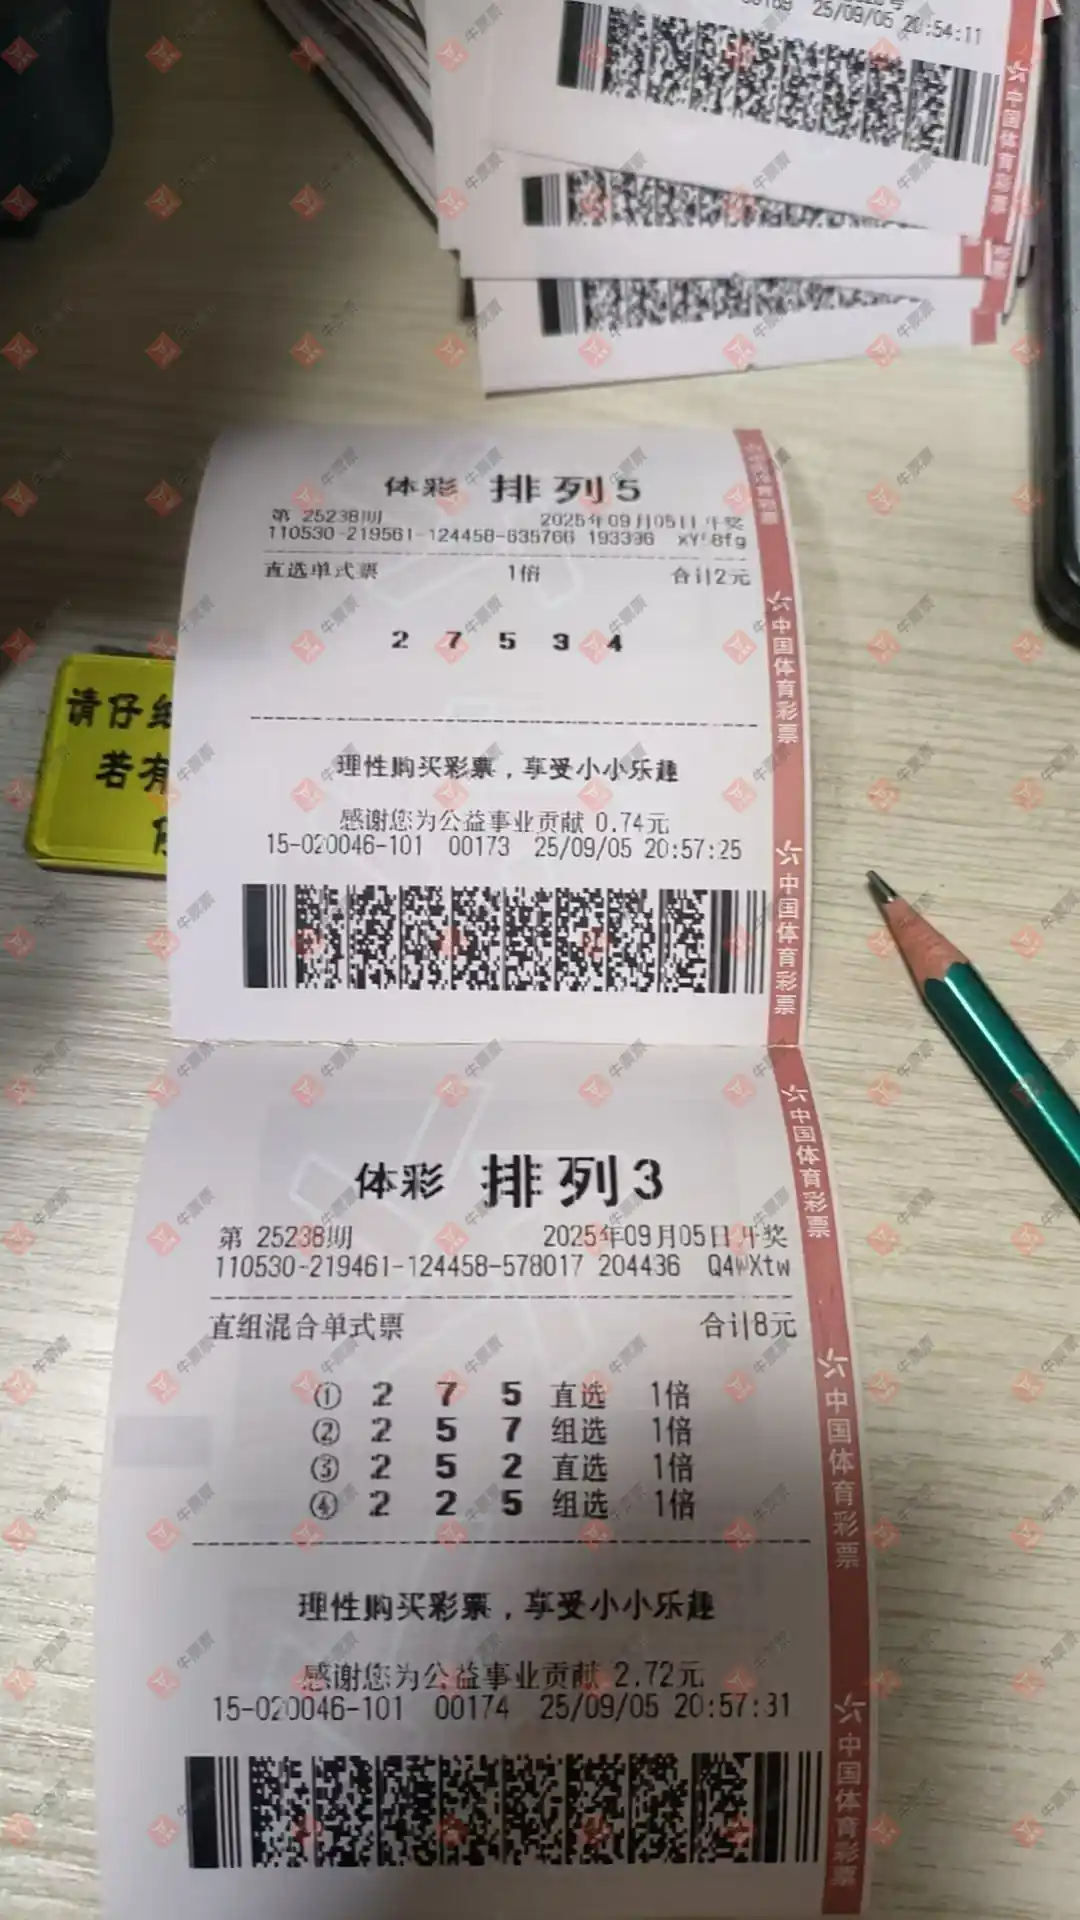 25/09/05 20:54:11
中国体育彩票
体彩 排列5
第 25238期 2025年09月05日开奖
110530-219561-124458-635766 193396
直选单式票 1倍 合计2元
2 7 5 3 4
理性购买彩票，享受小小乐趣
感谢您为公益事业贡献 0.74元
15-020046-101 00173 25/09/05 20:57:25
中国体育彩票
中国体育彩票
请仔细
若有
体彩 排列3
第 25238期 2025年09月05日开奖
110530-219461-124458-578017 204436 Q4wXtw
直组混合单式票 合计8元
① 2 7 5 直选 1倍
② 2 5 7 组选 1倍
③ 2 5 2 直选 1倍
④ 2 2 5 组选 1倍
理性购买彩票，享受小小乐趣
感谢您为公益事业贡献 2.72元
15-020046-101 00174 25/09/05 20:57:31
中国体育彩票
中国体育彩票
中国体育彩票
牛票票